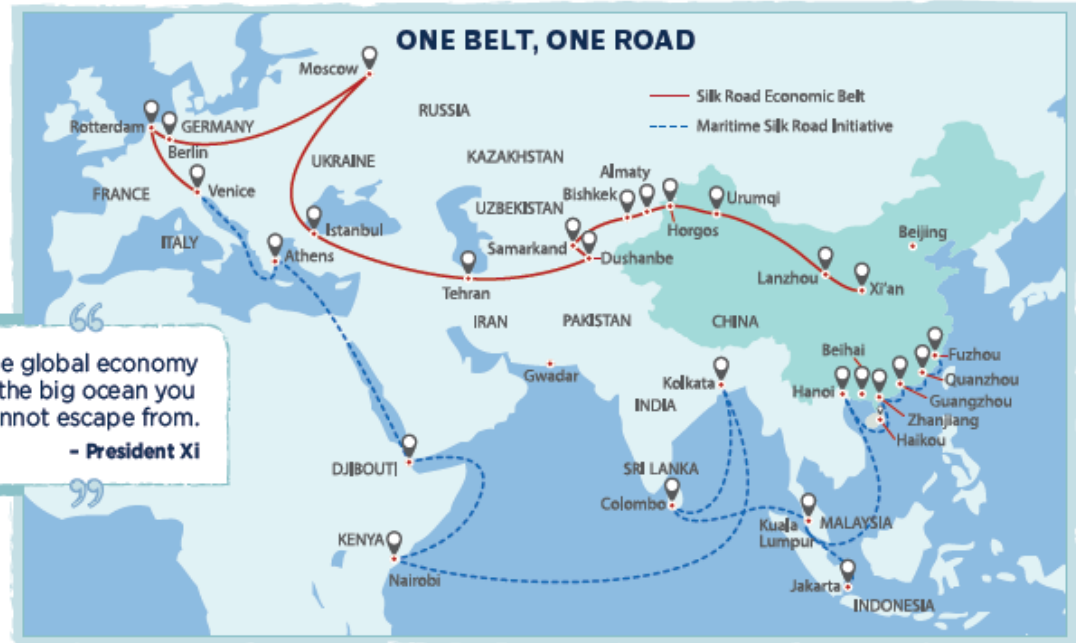 ONE BELT, ONE ROAD
Moscow
RUSSIA
Silk Road Economic Belt
Maritime Silk Road Initiative
Rotterdam
GERMANY
Berlin
UKRAINE
KAZAKHSTAN
Almaty
Bishkek
FRANCE
Venice
UZBEKISTAN
Urumqi
Horgos
ITALY
Istanbul
Samarkand
Beijing
Athens
Dushanbe
Lanzhou
Xi'an
Tehran
IRAN
PAKISTAN
CHINA
“
global economy
the big ocean you
escape from.
– President Xi
”
Gwadar
Kolkata
INDIA
Beihai
Hanoi
Fuzhou
Quanzhou
Guangzhou
Zhanjiang
Haikou
DJIBOUTI
SRI LANKA
Colombo
Kuala
Lumpur
MALAYSIA
KENYA
Nairobi
Jakarta
INDONESIA